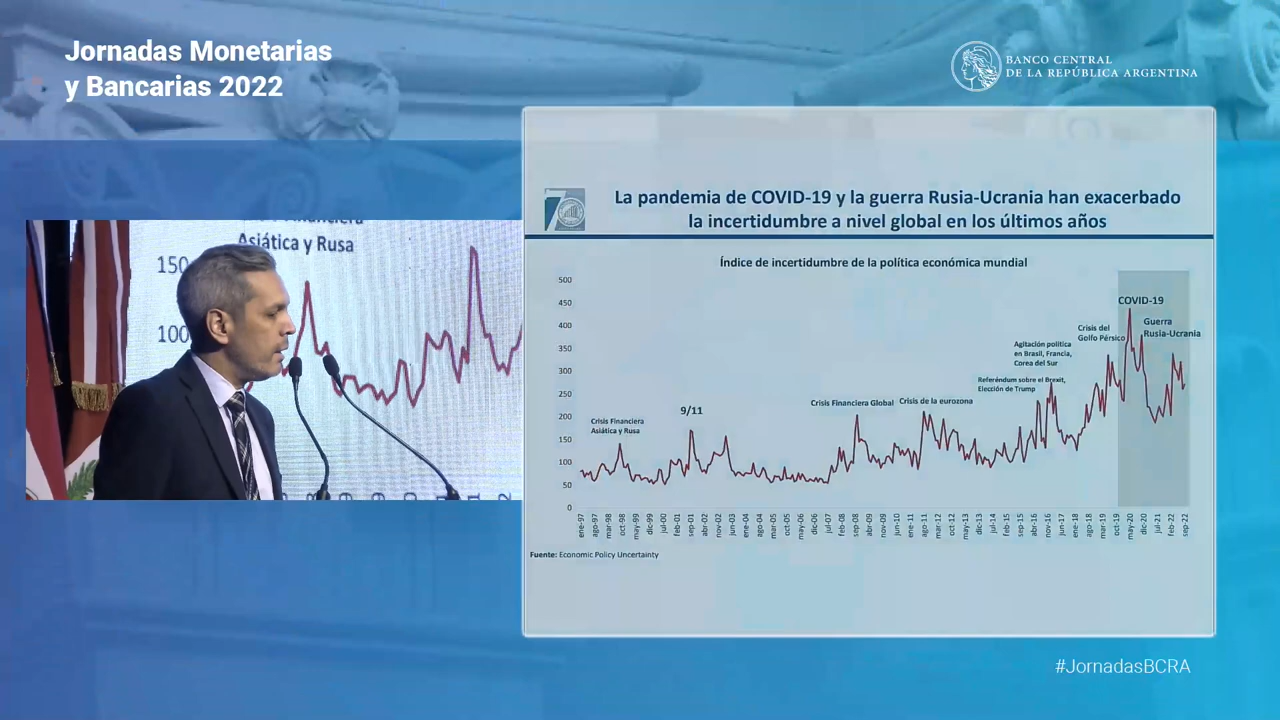 Jornadas Monetarias
y Bancarias 2022
BANCO CENTRAL
DE LA REPÚBLICA ARGENTINA
Asiática y Rusa
150
100
La pandemia de COVID-19 y la guerra Rusia-Ucrania han exacerbado
la incertidumbre a nivel global en los últimos años
Índice de incertidumbre de la política económica mundial
500
450
400
350
300
250
200
150
100
50
0
Crisis Financiera
Asiática y Rusa
9/11
Crisis Financiera Global
Crisis de la eurozona
Referéndum sobre el Brexit,
Elección de Trump
Agitación política
en Brasil, Francia,
Corea del Sur
Crisis del
Golfo Pérsico
COVID-19
Guerra
Rusia-Ucrania
ene-97
ago-97
mar-98
oct-98
may-99
dic-99
jul-00
feb-01
sep-01
abr-02
nov-02
jun-03
ene-04
ago-04
mar-05
oct-05
may-06
dic-06
jul-07
feb-08
sep-08
abr-09
nov-09
jun-10
ene-11
ago-11
mar-12
oct-12
may-13
dic-13
jul-14
feb-15
sep-15
abr-16
nov-16
jun-17
ene-18
ago-18
mar-19
oct-19
may-20
dic-20
jul-21
feb-22
sep-22
Fuente: Economic Policy Uncertainty
#JornadasBCRA